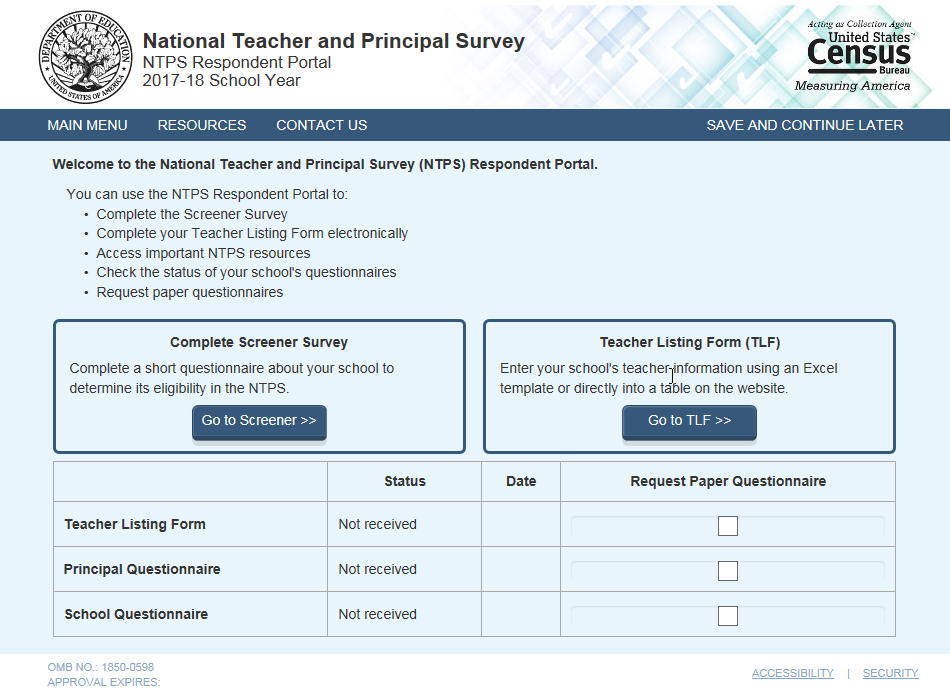 DEPARTMENT OF EDUCATION
UNITED STATES OF AMERICA
National Teacher and Principal Survey
NTPS Respondent Portal
2017-18 School Year
Acting as Collection Agent
United States™
Census
Bureau
Measuring America
MAIN MENU RESOURCES CONTACT US SAVE AND CONTINUE LATER
Welcome to the National Teacher and Principal Survey (NTPS) Respondent Portal.
You can use the NTPS Respondent Portal to:
• Complete the Screener Survey
• Complete your Teacher Listing Form electronically
• Access important NTPS resources
• Check the status of your school's questionnaires
• Request paper questionnaires
Complete Screener Survey
Complete a short questionnaire about your school to
determine its eligibility in the NTPS.
Go to Screener >>
Teacher Listing Form (TLF)
Enter your school's teacher information using an Excel
template or directly into a table on the website.
Go to TLF >>
Status Date Request Paper Questionnaire
Teacher Listing Form Not received
Principal Questionnaire Not received
School Questionnaire Not received
OMB NO.: 1850-0598
APPROVAL EXPIRES:
ACCESSIBILITY | SECURITY